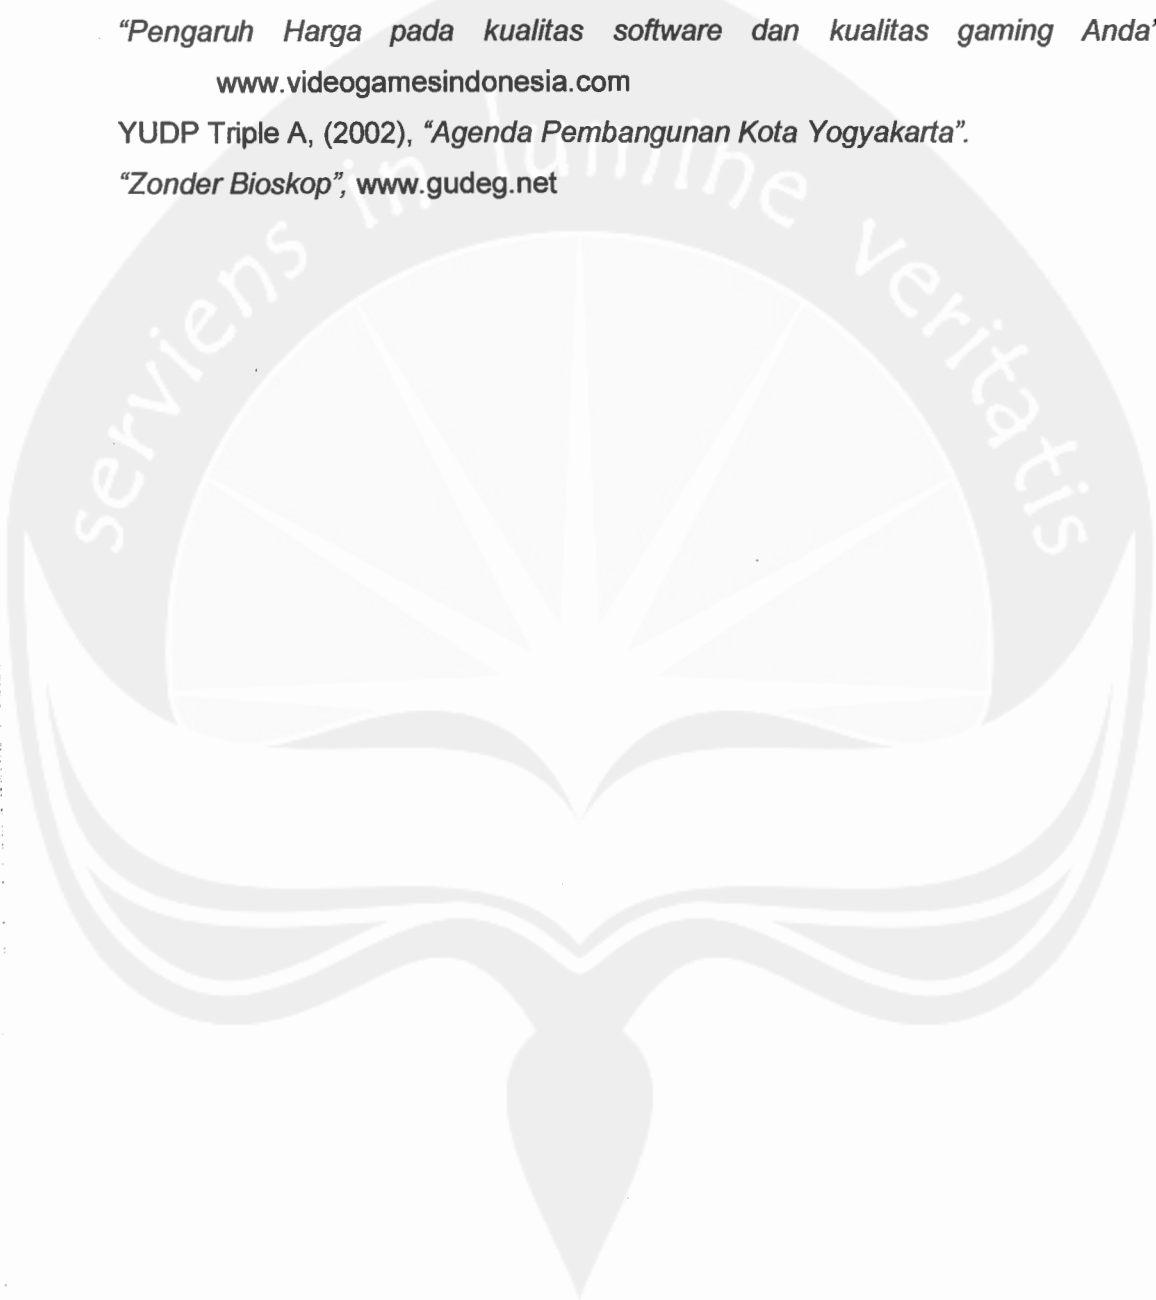 “Pengaruh Harga pada kualitas software dan kualitas gaming Anda”
www.videogamesindonesia.com
YUDP Triple A, (2002), “Agenda Pembangunan Kota Yogyakarta”.
“Zonder Bioskop”, www.gudeg.net
serviens in lumine veritatis